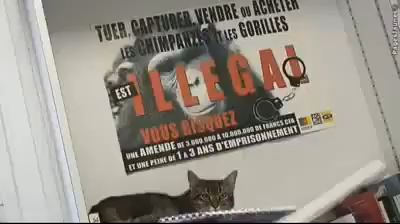 TUER, CAPTURER, VENDRE OU ACHETER
LES CHIMPANZES ET LES GORILLES
EST
ILLEGAL
VOUS RISQUEZ
UNE AMENDE DE 3.000.000 A 10.000.000 DE FRANCS CFA
ET UNE PEINE DE 1 A 3 ANS D'EMPRISONNEMENT